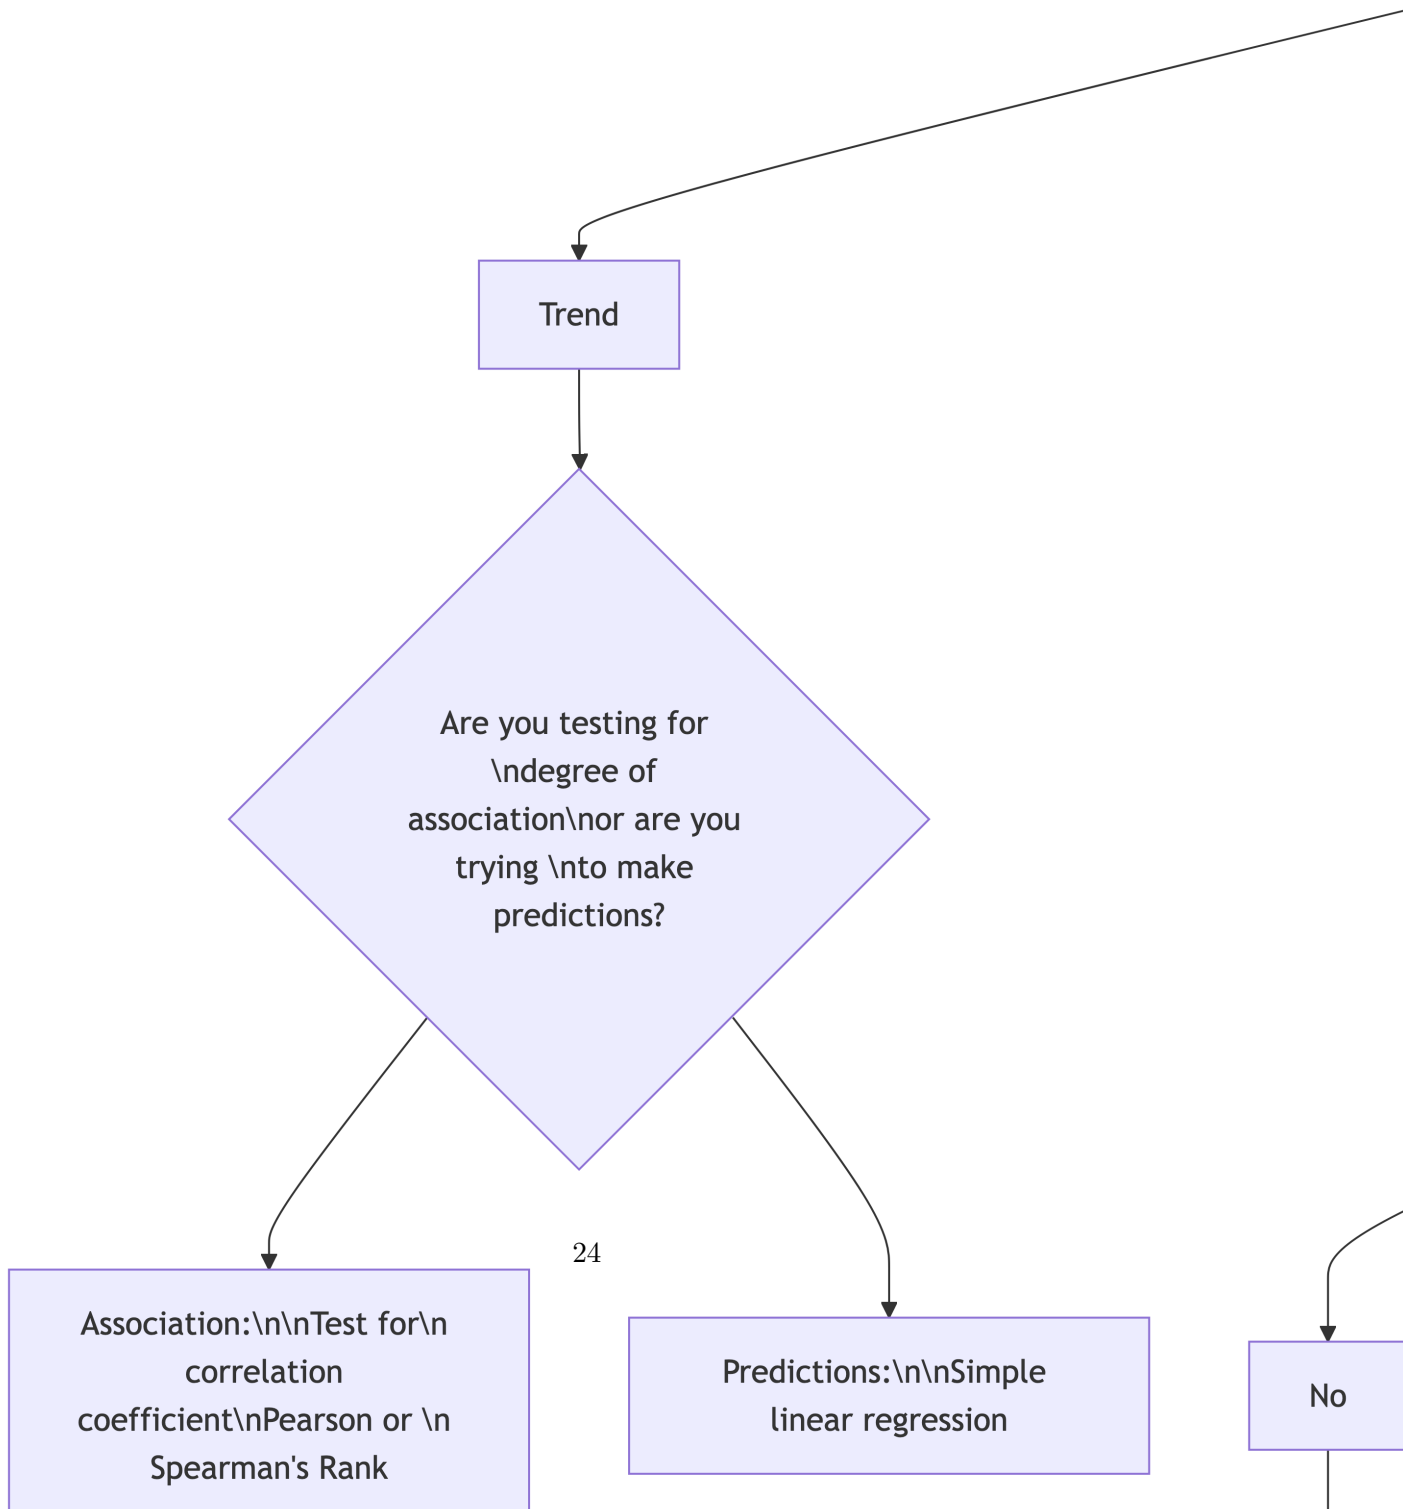 Trend
Are you testing for
\ndegree of
association\nor are you
trying \nto make
predictions?
24
Association:\n\nTest for\n
correlation
coefficient\nPearson or \n
Spearman's Rank
Predictions:\n\nSimple
linear regression
No